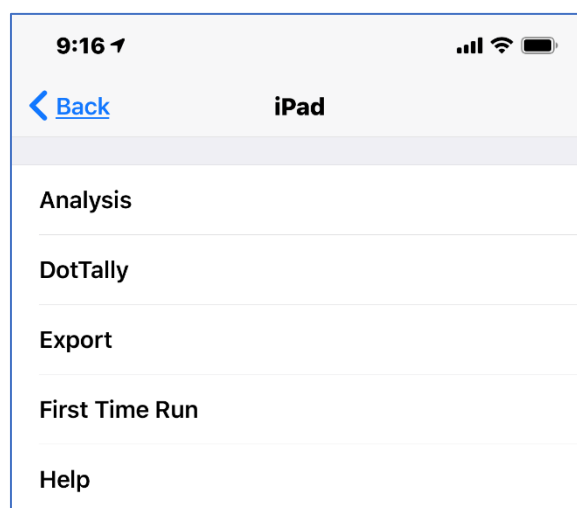 9:16
Back
iPad
Analysis
DotTally
Export
First Time Run
Help